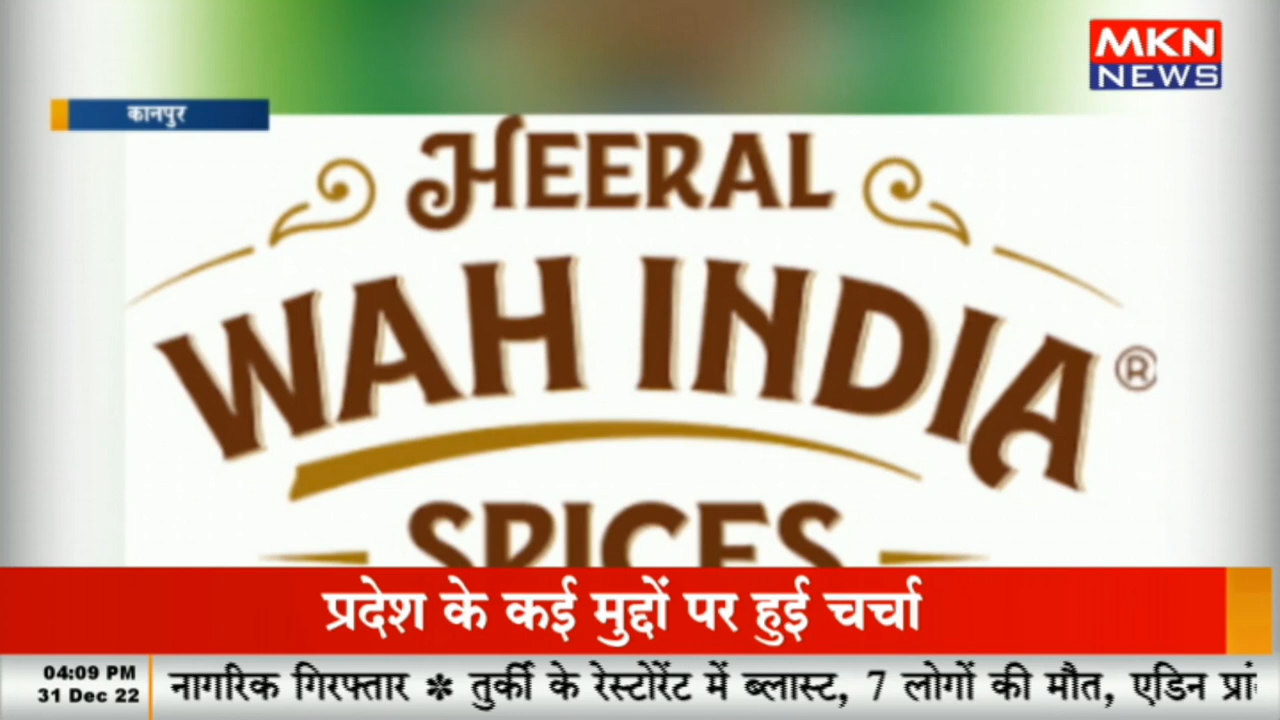 MKN
NEWS
कानपुर
HEERAL
WAH INDIA®
SPICES
प्रदेश के कई मुद्दों पर हुई चर्चा
04:09 PM
31 Dec 22
नागरिक गिरफ्तार * तुर्की के रेस्टोरेंट में ब्लास्ट, 7 लोगों की मौत, एडिन